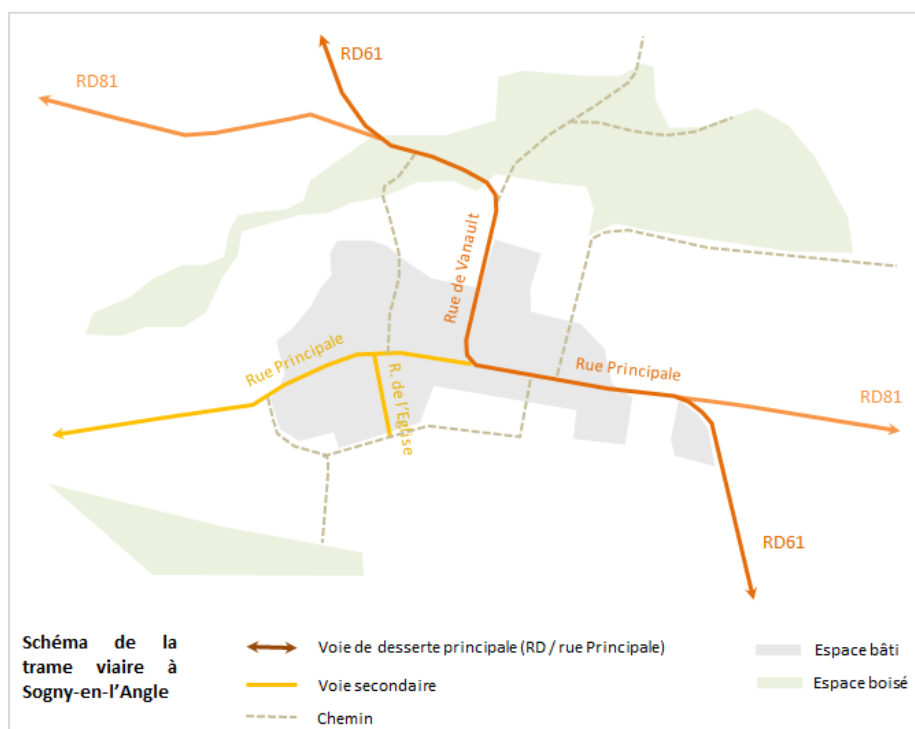 RD61
RD81
Rue de Vanault
Rue Principale
R. de l'Eglise
Rue Principale
RD81
RD61
Schéma de la
trame viaire à
Sogny-en-l'Angle
Voie de desserte principale (RD / rue Principale)
Voie secondaire
Chemin
Espace bâti
Espace boisé